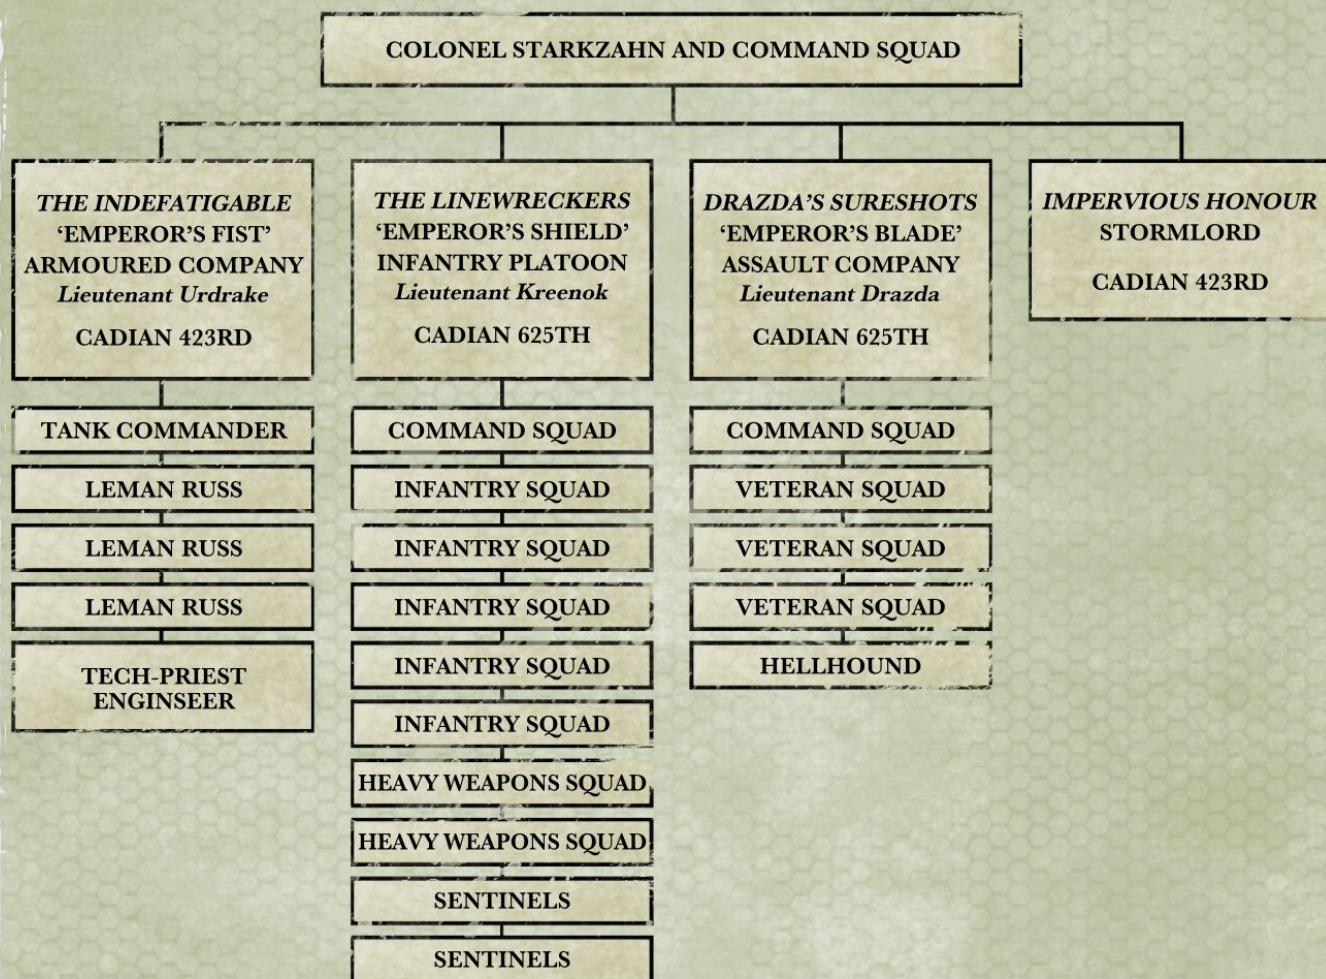 COLONEL STARKZAHN AND COMMAND SQUAD
THE INDEFATIGABLE
‘EMPEROR’S FIST’
ARMOURED COMPANY
Lieutenant Urdrake
CADIAN 423RD
TANK COMMANDER
LEMAN RUSS
LEMAN RUSS
LEMAN RUSS
TECH-PRIEST
ENGINSEER
THE LINEWRECKERS
‘EMPEROR’S SHIELD’
INFANTRY PLATOON
Lieutenant Kreenok
CADIAN 625TH
COMMAND SQUAD
INFANTRY SQUAD
INFANTRY SQUAD
INFANTRY SQUAD
INFANTRY SQUAD
INFANTRY SQUAD
HEAVY WEAPONS SQUAD
HEAVY WEAPONS SQUAD
SENTINELS
SENTINELS
DRAZDA’S SURESHOTS
‘EMPEROR’S BLADE’
ASSAULT COMPANY
Lieutenant Drazda
CADIAN 625TH
COMMAND SQUAD
VETERAN SQUAD
VETERAN SQUAD
VETERAN SQUAD
HELLHOUND
IMPERVIOUS HONOUR
STORMLORD
CADIAN 423RD